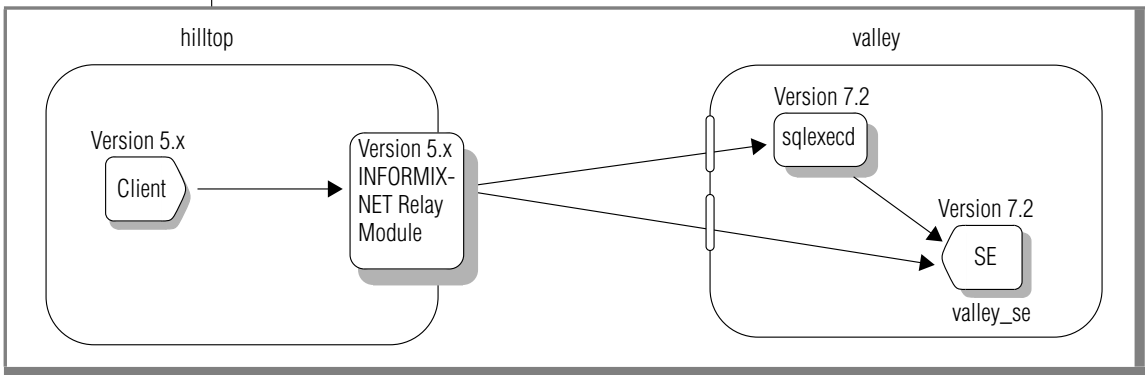 hilltop
valley
Version 5.x
Client
Version 5.x
INFORMIX-
NET Relay
Module
Version 7.2
sqlexecd
Version 7.2
SE
valley_se